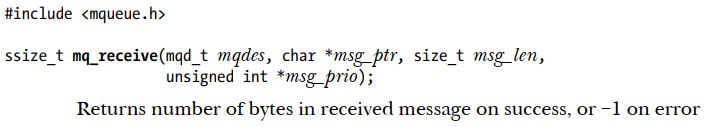 #include <mqueue.h>
ssize_t mq_receive(mqd_t mqdes, char *msg_ptr, size_t msg_len,
unsigned int *msg_prio);
Returns number of bytes in received message on success, or –1 on error